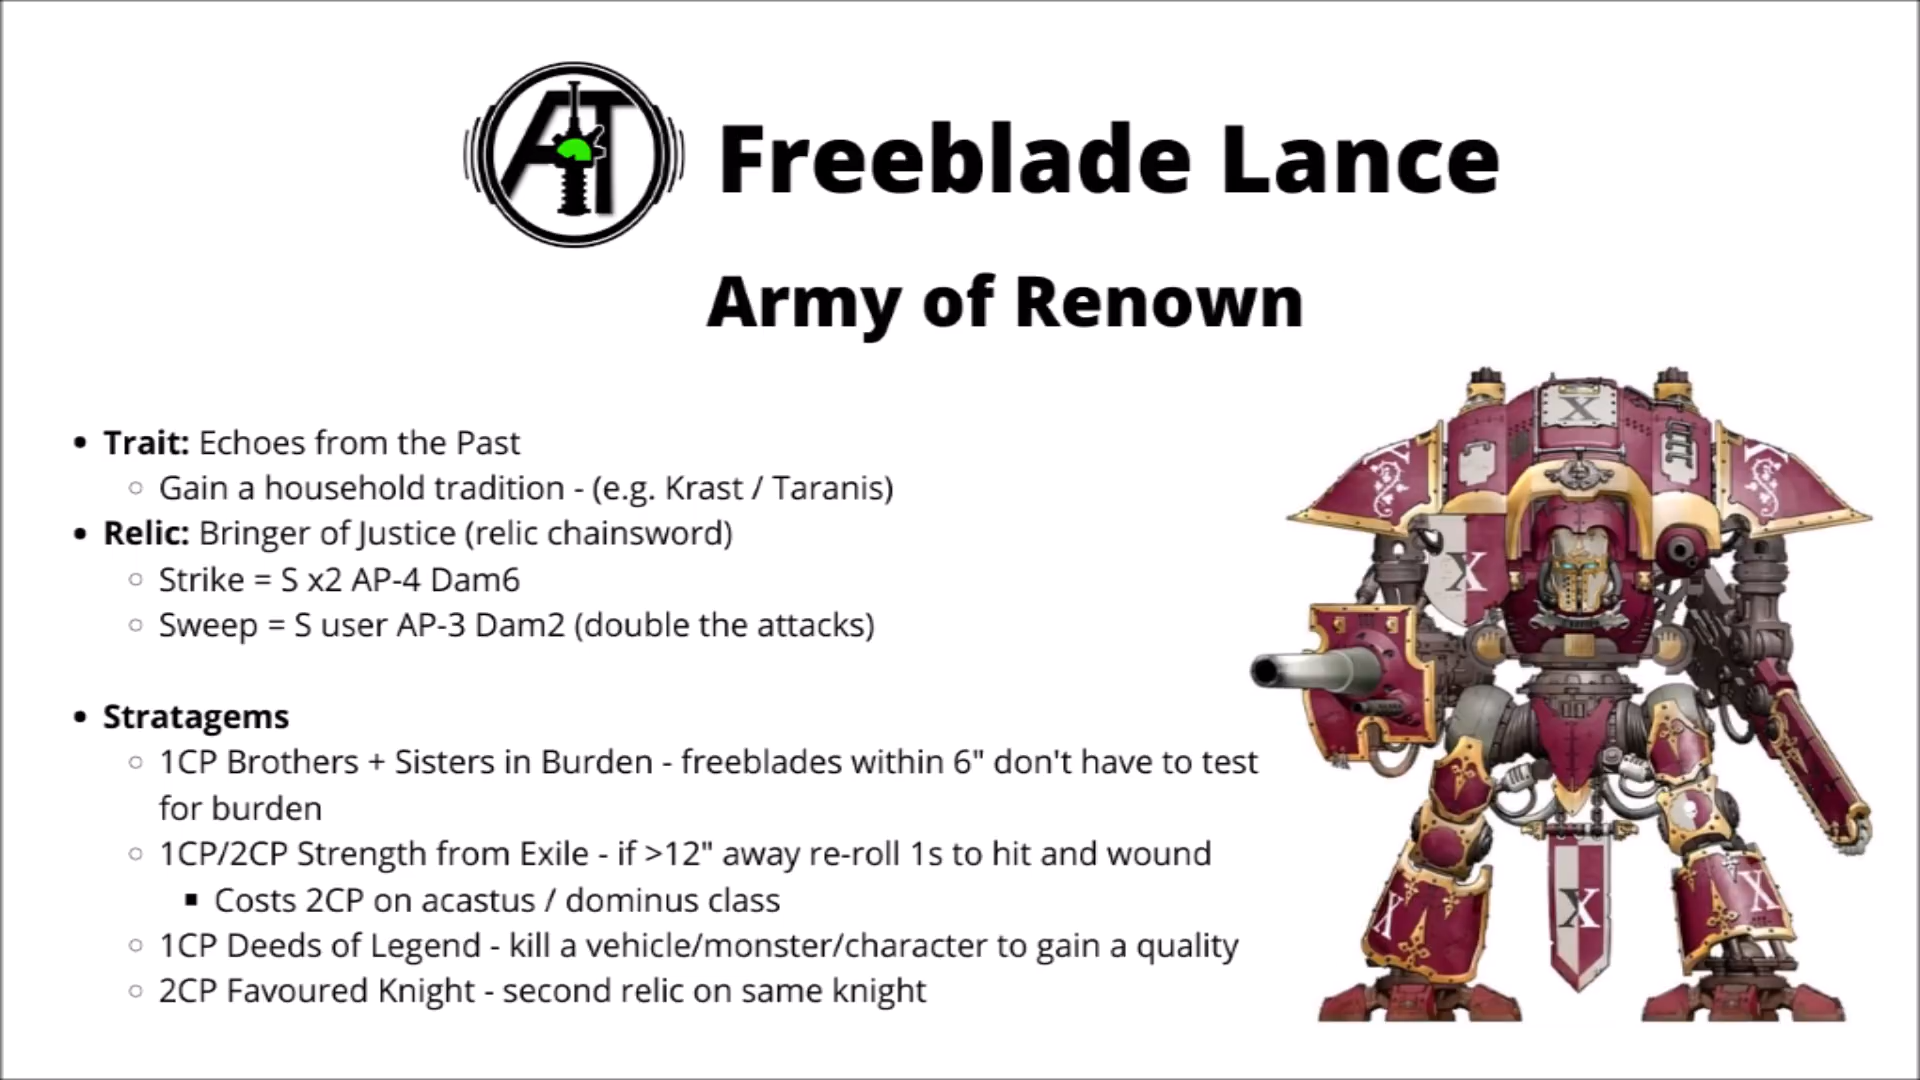 AT
Freeblade Lance
Army of Renown
• Trait: Echoes from the Past
○ Gain a household tradition - (e.g. Krast / Taranis)
• Relic: Bringer of Justice (relic chainsword)
○ Strike = S x2 AP-4 Dam6
○ Sweep = S user AP-3 Dam2 (double the attacks)
• Stratagems
○ 1CP Brothers + Sisters in Burden - freeblades within 6" don't have to test
for burden
○ 1CP/2CP Strength from Exile - if >12" away re-roll 1s to hit and wound
▪ Costs 2CP on acastus / dominus class
○ 1CP Deeds of Legend - kill a vehicle/monster/character to gain a quality
○ 2CP Favoured Knight - second relic on same knight
X
X
X
X
X
X
X